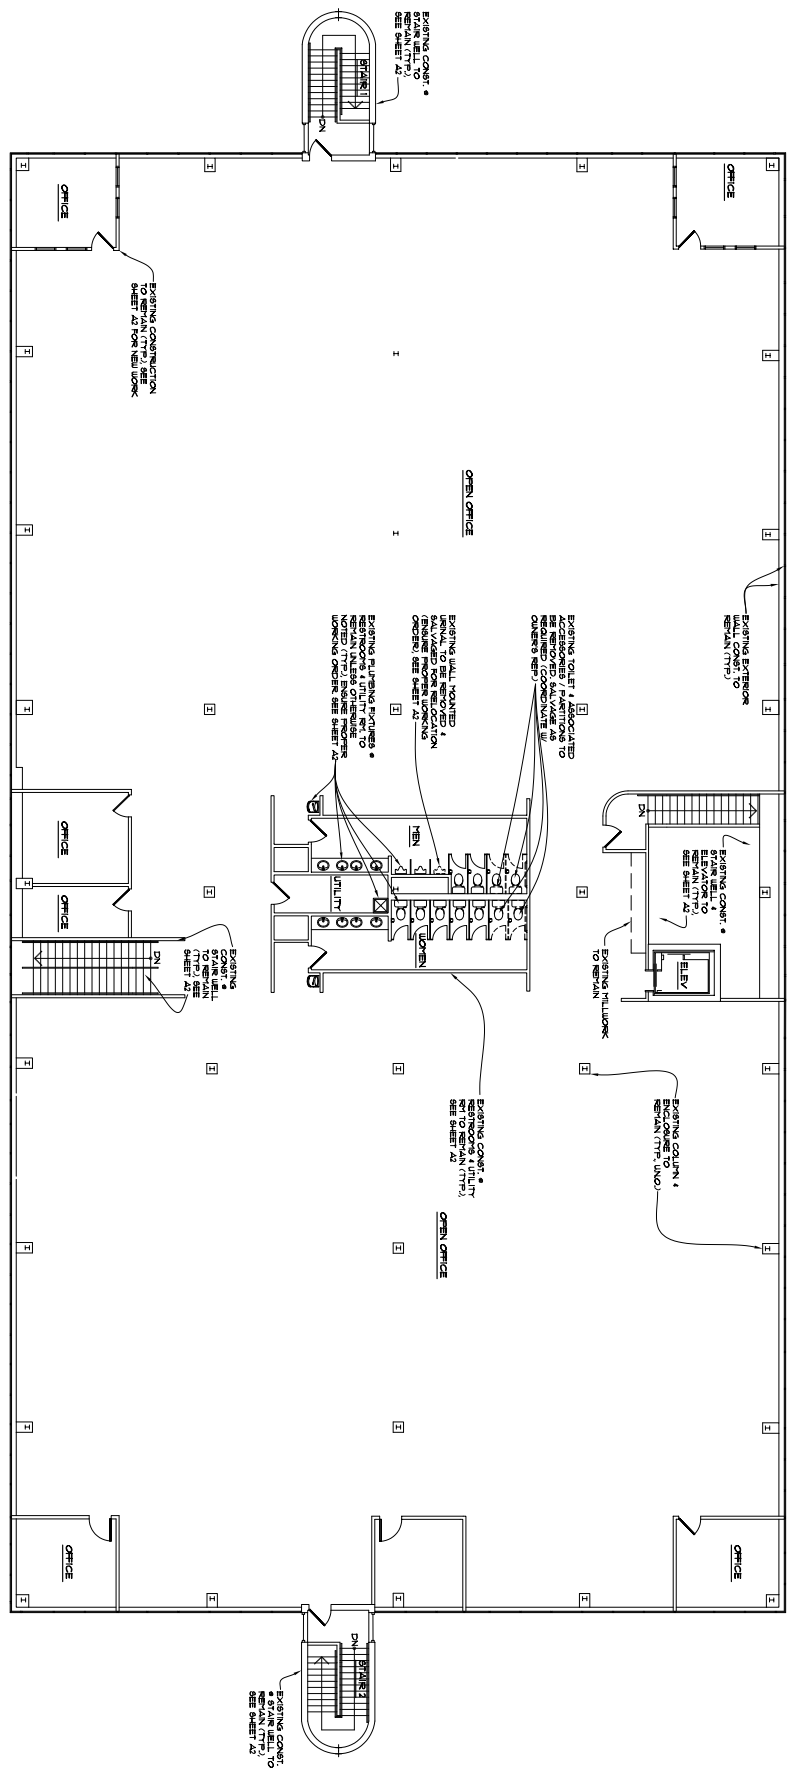 EXISTING CONST. @
STAIR WELL TO
REMAIN (TYP.),
SEE SHEET A2
STAIR 1
DN
OFFICE
OFFICE
EXISTING CONSTRUCTION
TO REMAIN (TYP.), SEE
SHEET A2 FOR NEW WORK
OPEN OFFICE
EXISTING EXTERIOR
WALL CONST. TO
REMAIN (TYP.)
EXISTING TOILET & ASSOCIATED
ACCESSORIES / PARTITIONS TO
BE REMOVED, SALVAGE AS
REQUIRED (COORDINATE W/
OWNER'S REP.)
EXISTING WALL MOUNTED
URINAL TO BE REMOVED &
SALVAGED FOR RELOCATION
(ENSURE PROPER WORKING
ORDER), SEE SHEET A2
EXISTING PLUMBING FIXTURES @
RESTROOMS & UTILITY RM. TO
REMAIN UNLESS OTHERWISE
NOTED (TYP.), ENSURE PROPER
WORKING ORDER. SEE SHEET A2
DN
EXISTING CONST. @
STAIR WELL &
ELEVATOR TO
REMAIN (TYP.),
SEE SHEET A2
ELEV
EXISTING MILLWORK
TO REMAIN
MEN
UTILITY
WOMEN
OFFICE
OFFICE
DN
EXISTING
CONST. @
STAIR WELL
TO REMAIN
(TYP.), SEE
SHEET A2
EXISTING COLUMN &
ENCLOSURE TO
REMAIN (TYP., U.N.O.)
EXISTING CONST. @
RESTROOMS & UTILITY
RM TO REMAIN (TYP.),
SEE SHEET A2
OPEN OFFICE
OFFICE
OFFICE
DN
STAIR 2
EXISTING CONST.
@ STAIR WELL TO
REMAIN (TYP.),
SEE SHEET A2